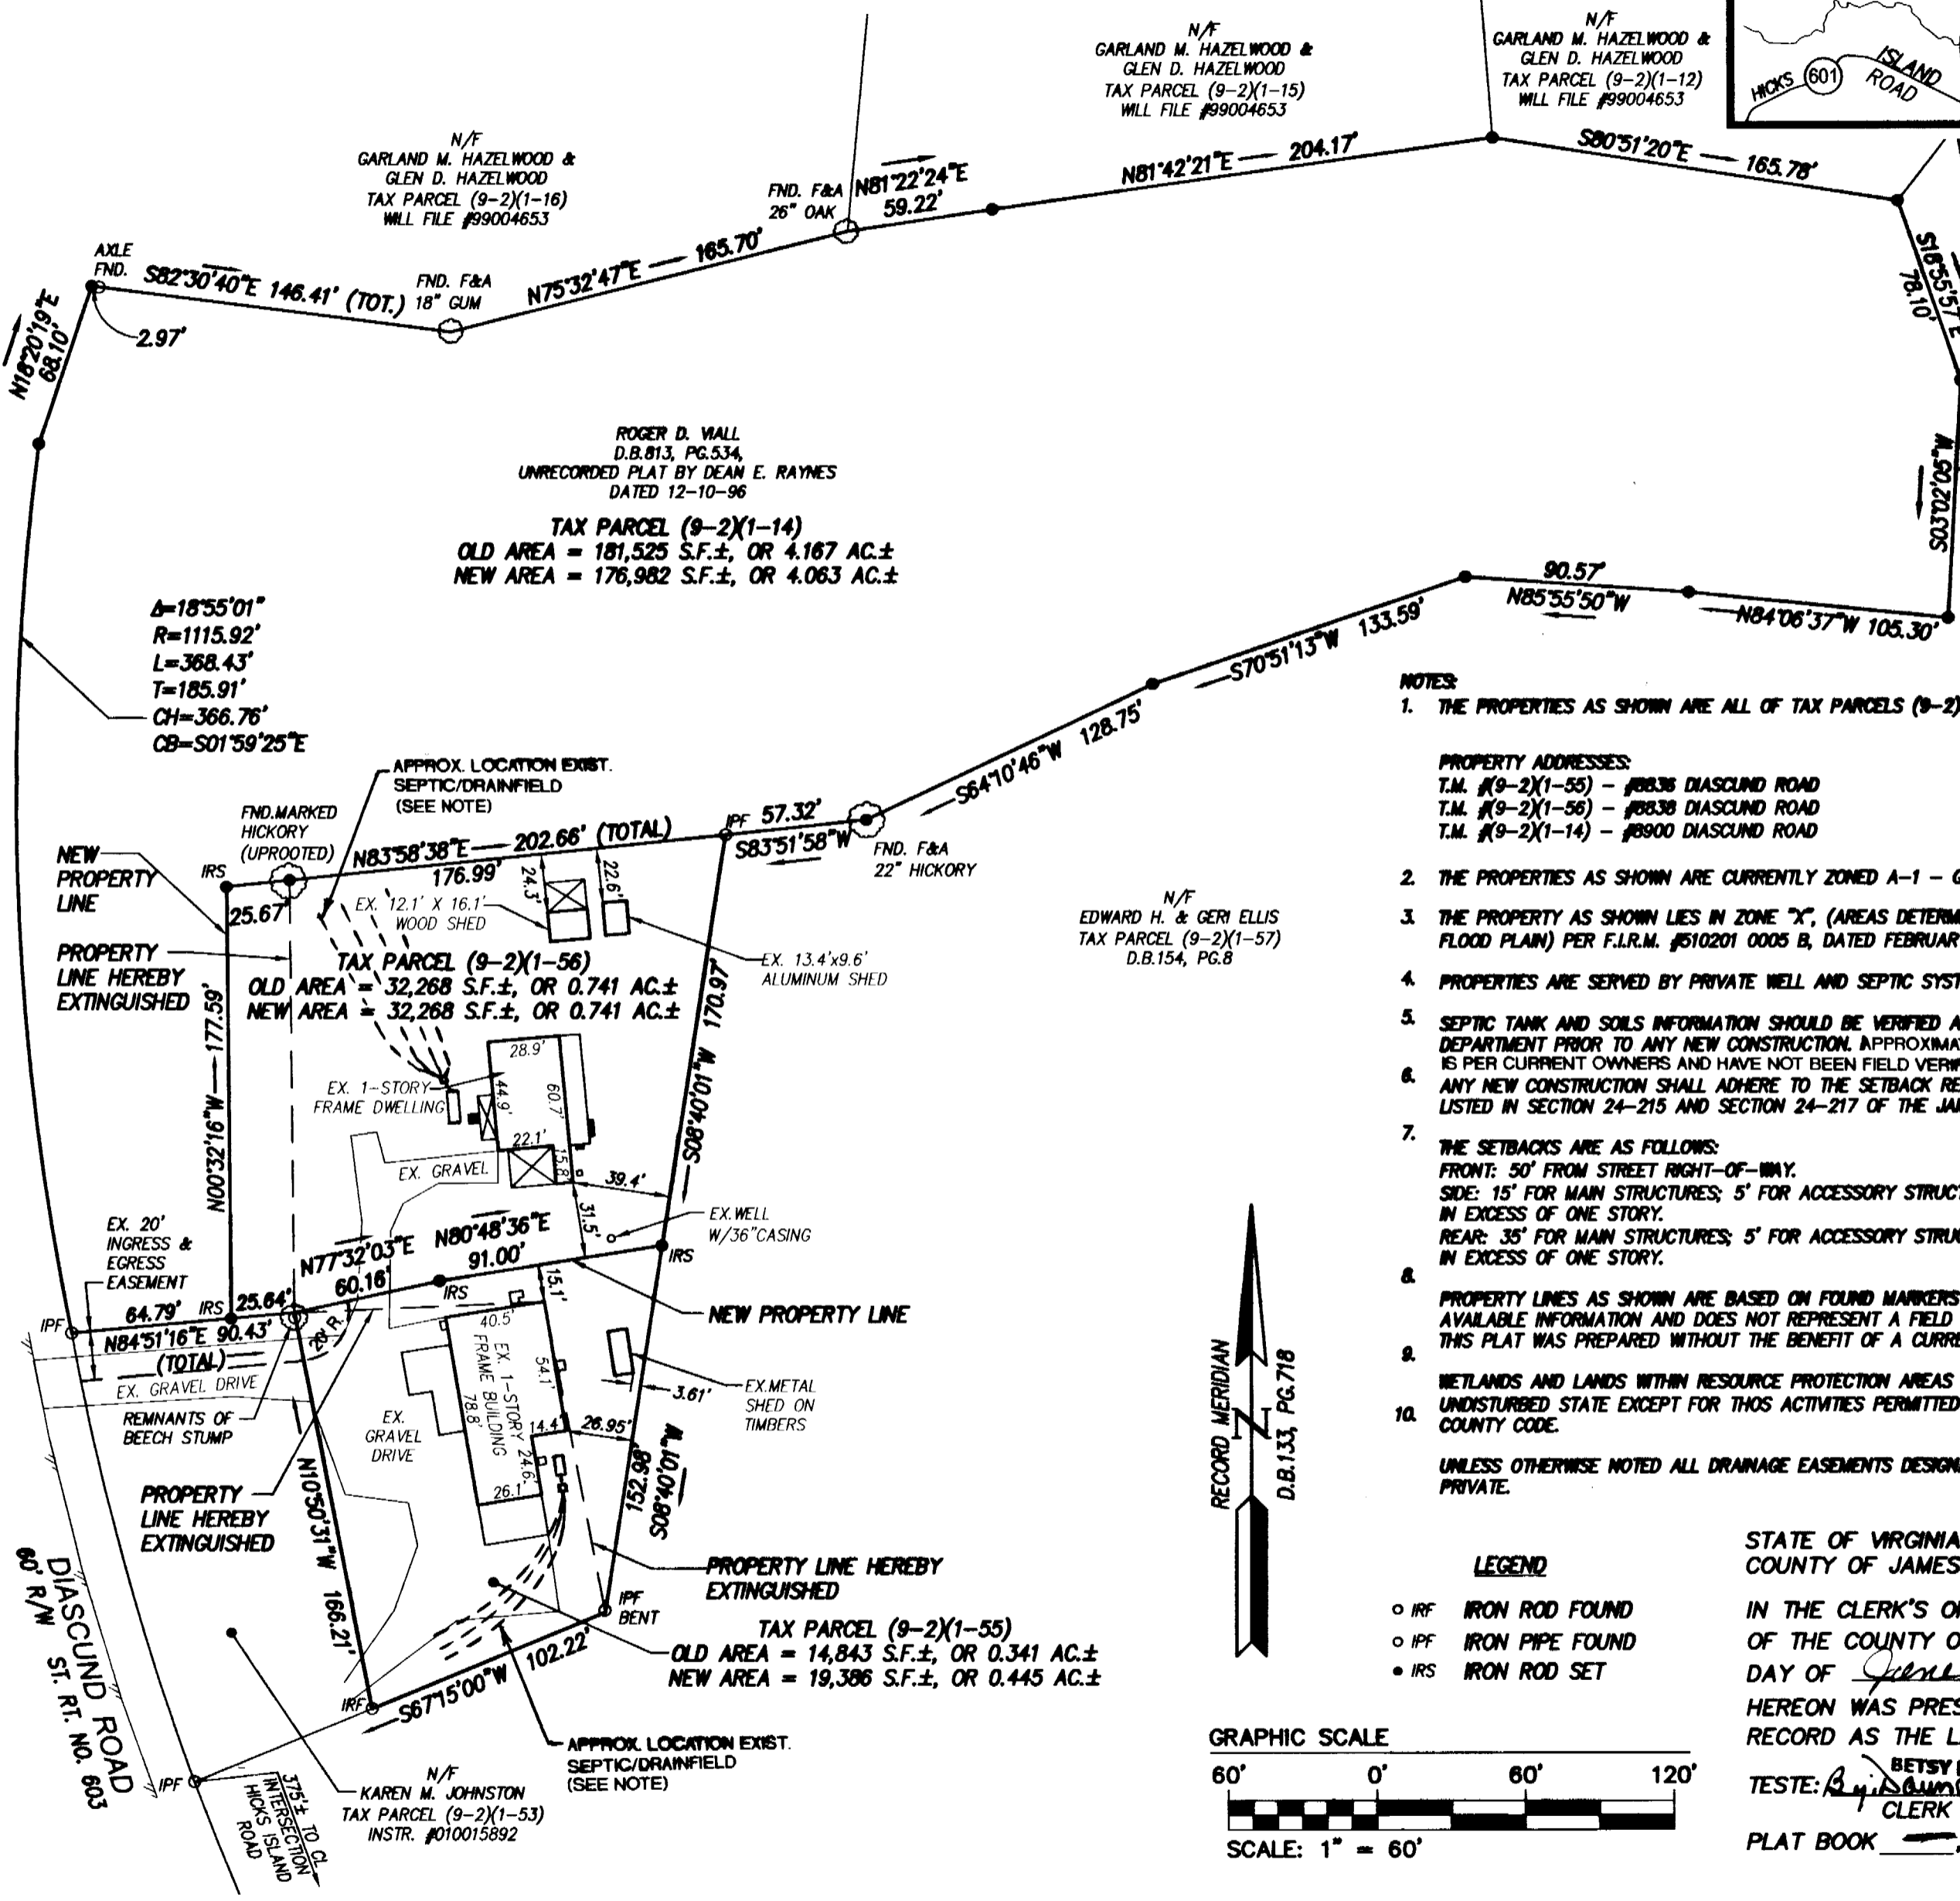 N/F
GARLAND M. HAZELWOOD &
GLEN D. HAZELWOOD
TAX PARCEL (9-2)(1-15)
WILL FILE #99004653
N/F
GARLAND M. HAZELWOOD &
GLEN D. HAZELWOOD
TAX PARCEL (9-2)(1-12)
WILL FILE #99004653
HICKS
601
ISLAND
ROAD
N/F
GARLAND M. HAZELWOOD &
GLEN D. HAZELWOOD
TAX PARCEL (9-2)(1-16)
WILL FILE #99004653
AXLE
FND.
S82°30'40"E 146.41' (TOT.)
2.97'
FND. F&A
18" GUM
N75°32'47"E 165.70'
FND. F&A
26" OAK
N81°22'24"E
59.22'
N81°42'21"E 204.17'
S80°51'20"E 165.78'
S18°55'57"E
78.10'
S03°02'05"W
N18°20'19"E
68.10'
ROGER D. VIALL
D.B.813, PG.534,
UNRECORDED PLAT BY DEAN E. RAYNES
DATED 12-10-96
TAX PARCEL (9-2)(1-14)
OLD AREA = 181,525 S.F.±, OR 4.167 AC.±
NEW AREA = 176,982 S.F.±, OR 4.063 AC.±
Δ=18°55'01"
R=1115.92'
L=368.43'
T=185.91'
CH=366.76'
CB=S01°59'25"E
90.57'
N85°55'50"W
N84°06'37"W 105.30'
S70°51'13"W 133.59'
S64°10'46"W 128.75'
APPROX. LOCATION EXIST.
SEPTIC/DRAINFIELD
(SEE NOTE)
FND.MARKED
HICKORY
(UPROOTED)
IRS
N83°58'38"E 202.66' (TOTAL)
176.99'
25.67'
IPF
57.32'
S83°51'58"W
FND. F&A
22" HICKORY
NEW
PROPERTY
LINE
PROPERTY
LINE HEREBY
EXTINGUISHED
24.3'
22.6'
EX. 12.1' X 16.1'
WOOD SHED
EX. 13.4'x9.6'
ALUMINUM SHED
TAX PARCEL (9-2)(1-56)
OLD AREA = 32,268 S.F.±, OR 0.741 AC.±
NEW AREA = 32,268 S.F.±, OR 0.741 AC.±
N/F
EDWARD H. & GERI ELLIS
TAX PARCEL (9-2)(1-57)
D.B.154, PG.8
N00°32'16"W 177.59'
S08°40'01"W 170.97'
28.9'
44.9'
60.7'
22.1'
15.8'
EX. 1-STORY
FRAME DWELLING
EX. GRAVEL
39.4'
31.5'
EX.WELL
W/36"CASING
IRS
EX. 20'
INGRESS &
EGRESS
EASEMENT
N77°32'03"E
60.16'
N80°48'36"E
91.00'
IRS
15.1'
NEW PROPERTY LINE
IPF
64.79'
IRS
25.64'
N84°51'16"E 90.43'
(TOTAL)
20' R.
EX. GRAVEL DRIVE
REMNANTS OF
BEECH STUMP
PROPERTY
LINE HEREBY
EXTINGUISHED
EX.
GRAVEL
DRIVE
40.5'
54.1'
EX. 1-STORY
FRAME BUILDING
78.8'
14.4'
24.6'
26.1'
26.95'
3.61'
EX.METAL
SHED ON
TIMBERS
152.98'
S08°40'01"W
N10°50'31"W 166.21'
PROPERTY LINE HEREBY
EXTINGUISHED
IPF
BENT
TAX PARCEL (9-2)(1-55)
OLD AREA = 14,843 S.F.±, OR 0.341 AC.±
NEW AREA = 19,386 S.F.±, OR 0.445 AC.±
IRF
S67°15'00"W 102.22'
APPROX. LOCATION EXIST.
SEPTIC/DRAINFIELD
(SEE NOTE)
DIASCUND ROAD
60' R/W ST. RT. NO. 603
IPF
375'± TO CL
INTERSECTION
HICKS ISLAND
ROAD
N/F
KAREN M. JOHNSTON
TAX PARCEL (9-2)(1-53)
INSTR. #010015892
NOTES:
1. THE PROPERTIES AS SHOWN ARE ALL OF TAX PARCELS (9-2)
PROPERTY ADDRESSES:
T.M. #(9-2)(1-55) - #8836 DIASCUND ROAD
T.M. #(9-2)(1-56) - #8838 DIASCUND ROAD
T.M. #(9-2)(1-14) - #8900 DIASCUND ROAD
2. THE PROPERTIES AS SHOWN ARE CURRENTLY ZONED A-1 - G
3. THE PROPERTY AS SHOWN LIES IN ZONE "X", (AREAS DETERM
FLOOD PLAIN) PER F.I.R.M. #510201 0005 B, DATED FEBRUAR
4. PROPERTIES ARE SERVED BY PRIVATE WELL AND SEPTIC SYST
5. SEPTIC TANK AND SOILS INFORMATION SHOULD BE VERIFIED A
DEPARTMENT PRIOR TO ANY NEW CONSTRUCTION. APPROXIMA
IS PER CURRENT OWNERS AND HAVE NOT BEEN FIELD VERIF
6. ANY NEW CONSTRUCTION SHALL ADHERE TO THE SETBACK RE
LISTED IN SECTION 24-215 AND SECTION 24-217 OF THE JA
7. THE SETBACKS ARE AS FOLLOWS:
FRONT: 50' FROM STREET RIGHT-OF-WAY.
SIDE: 15' FOR MAIN STRUCTURES; 5' FOR ACCESSORY STRUCT
IN EXCESS OF ONE STORY.
REAR: 35' FOR MAIN STRUCTURES; 5' FOR ACCESSORY STRU
IN EXCESS OF ONE STORY.
8.
PROPERTY LINES AS SHOWN ARE BASED ON FOUND MARKERS
AVAILABLE INFORMATION AND DOES NOT REPRESENT A FIELD
THIS PLAT WAS PREPARED WITHOUT THE BENEFIT OF A CURRE
9.
WETLANDS AND LANDS WITHIN RESOURCE PROTECTION AREAS
10. UNDISTURBED STATE EXCEPT FOR THOS ACTIVITIES PERMITTED
COUNTY CODE.
UNLESS OTHERWISE NOTED ALL DRAINAGE EASEMENTS DESIGN
PRIVATE.
RECORD MERIDIAN
N
D.B.133, PG.718
LEGEND
IRF IRON ROD FOUND
IPF IRON PIPE FOUND
IRS IRON ROD SET
GRAPHIC SCALE
60' 0' 60' 120'
SCALE: 1" = 60'
STATE OF VIRGINIA
COUNTY OF JAMES
IN THE CLERK'S O
OF THE COUNTY O
DAY OF June
HEREON WAS PRES
RECORD AS THE L
BETSY
TESTE: By:
CLERK
PLAT BOOK